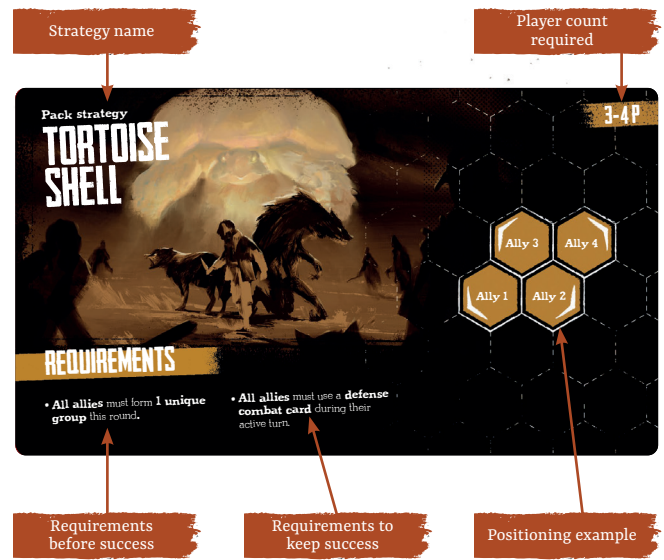 Strategy name
Player count
required
Pack strategy
TORTOISE
SHELL
3-4P
Ally 3
Ally 4
Ally 1
Ally 2
REQUIREMENTS
• All allies must form 1 unique
group this round.
• All allies must use a defense
combat card during their
active turn.
Requirements
before success
Requirements to
keep success
Positioning example